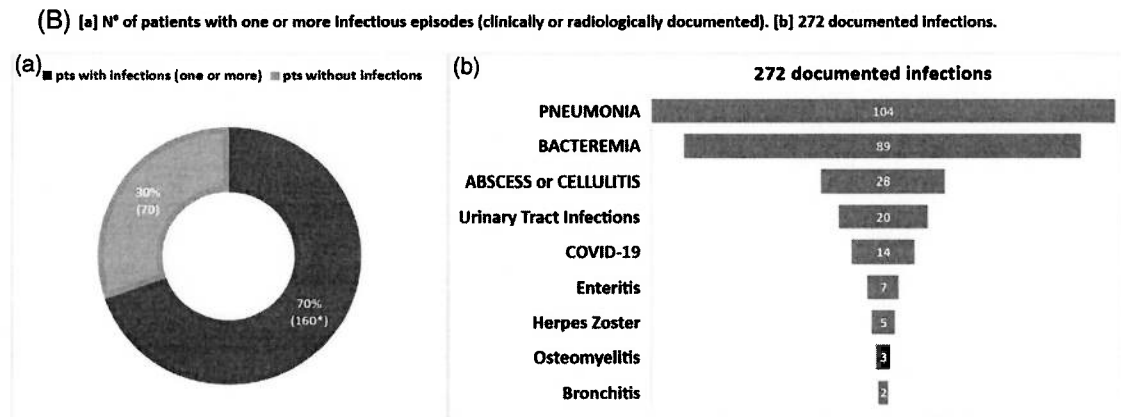 (B) [a] N° of patients with one or more infectious episodes (clinically or radiologically documented). [b] 272 documented infections.
(a) pts with infections (one or more) pts without infections
30%
(70)
70%
(160*)
(b) 272 documented infections
PNEUMONIA 104
BACTEREMIA 89
ABSCESS or CELLULITIS 28
Urinary Tract Infections 20
COVID-19 14
Enteritis 7
Herpes Zoster 5
Osteomyelitis 3
Bronchitis 2